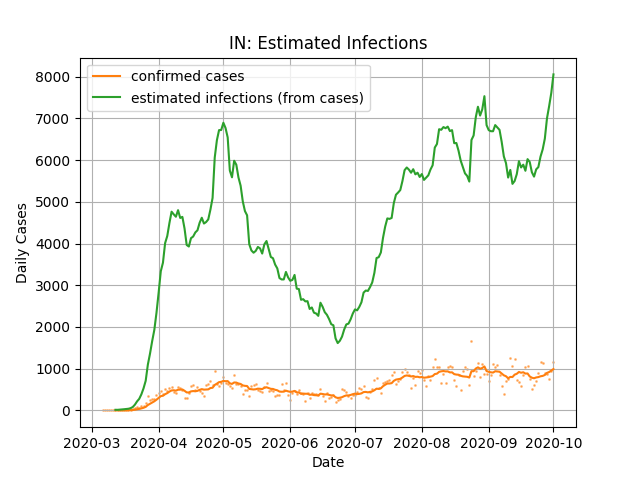 IN: Estimated Infections
confirmed cases
estimated infections (from cases)
Daily Cases
8000
7000
6000
5000
4000
3000
2000
1000
0
2020-03 2020-04 2020-05 2020-06 2020-07 2020-08 2020-09 2020-10
Date